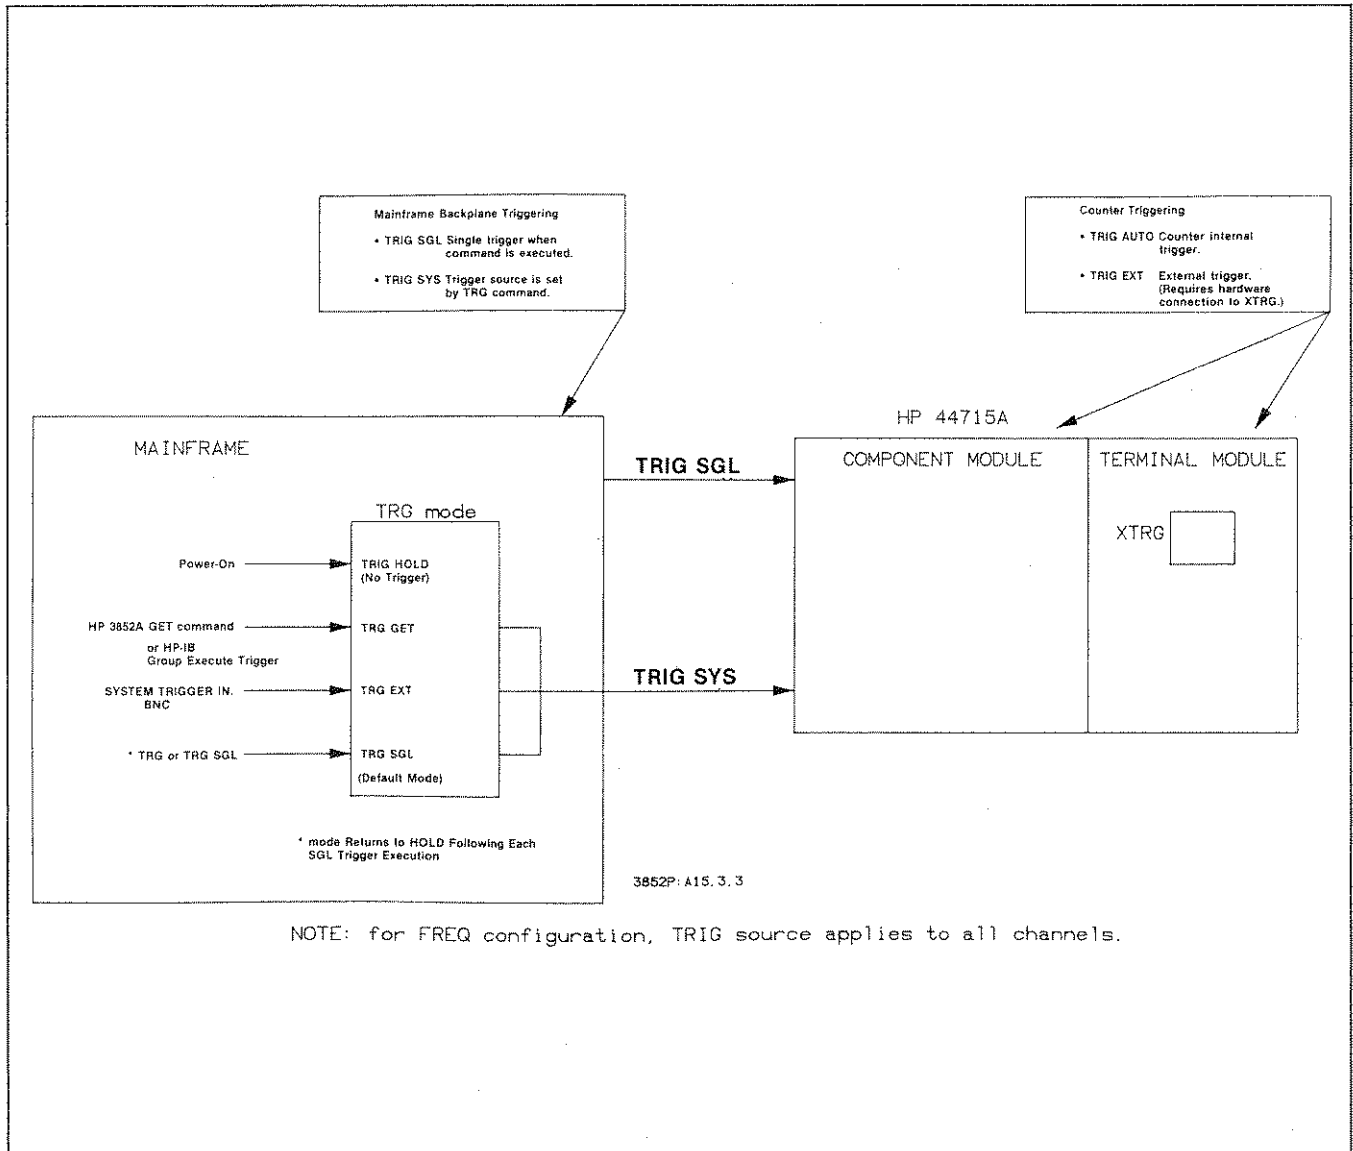 Mainframe Backplane Triggering
• TRIG SGL Single trigger when
command is executed.
• TRIG SYS Trigger source is set
by TRG command.
Counter Triggering
• TRIG AUTO Counter internal
trigger.
• TRIG EXT External trigger.
(Requires hardware
connection to XTRG.)
MAINFRAME
TRG mode
Power-On
TRIG HOLD
(No Trigger)
HP 3852A GET command
or HP-IB
Group Execute Trigger
TRG GET
SYSTEM TRIGGER IN.
BNC
TRG EXT
* TRG or TRG SGL
TRG SGL
(Default Mode)
* mode Returns to HOLD Following Each
SGL Trigger Execution
TRIG SGL
TRIG SYS
HP 44715A
COMPONENT MODULE
TERMINAL MODULE
XTRG
3852P: A15.3.3
NOTE: for FREQ configuration, TRIG source applies to all channels.